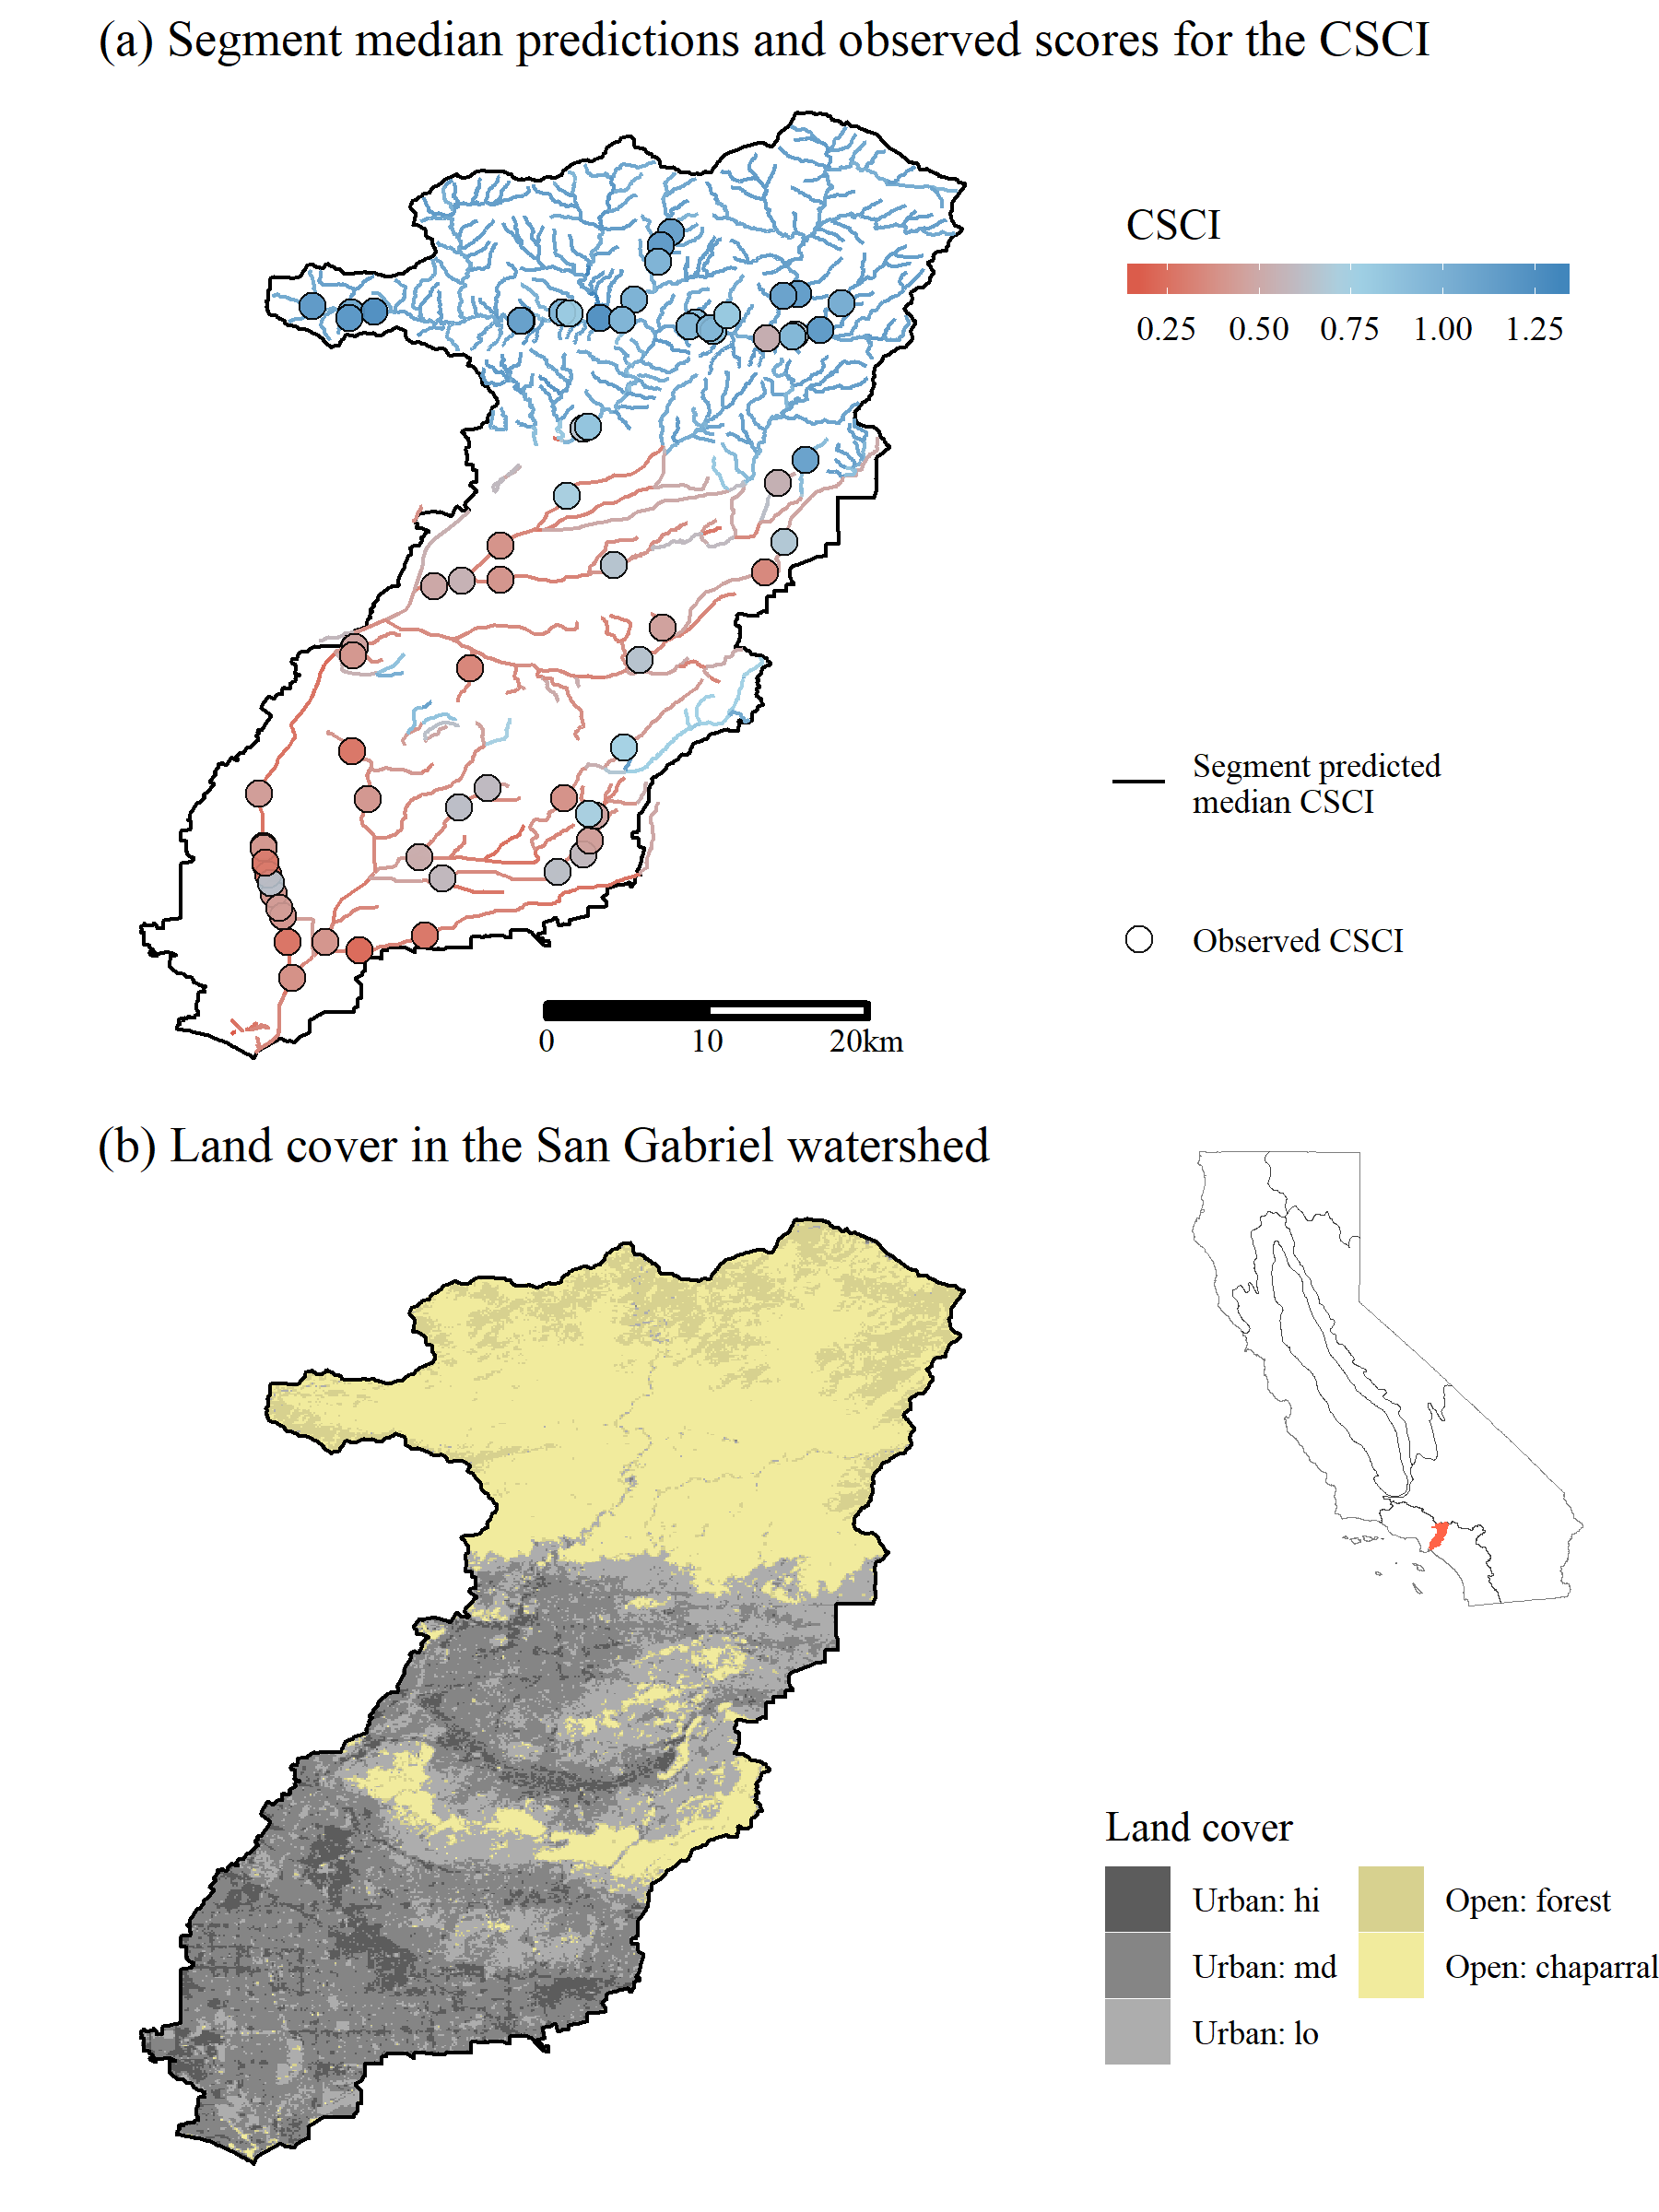 (a) Segment median predictions and observed scores for the CSCI
CSCI
0.25 0.50 0.75 1.00 1.25
Segment predicted
median CSCI
Observed CSCI
0 10 20km
(b) Land cover in the San Gabriel watershed
Land cover
Urban: hi Open: forest
Urban: md Open: chaparral
Urban: lo